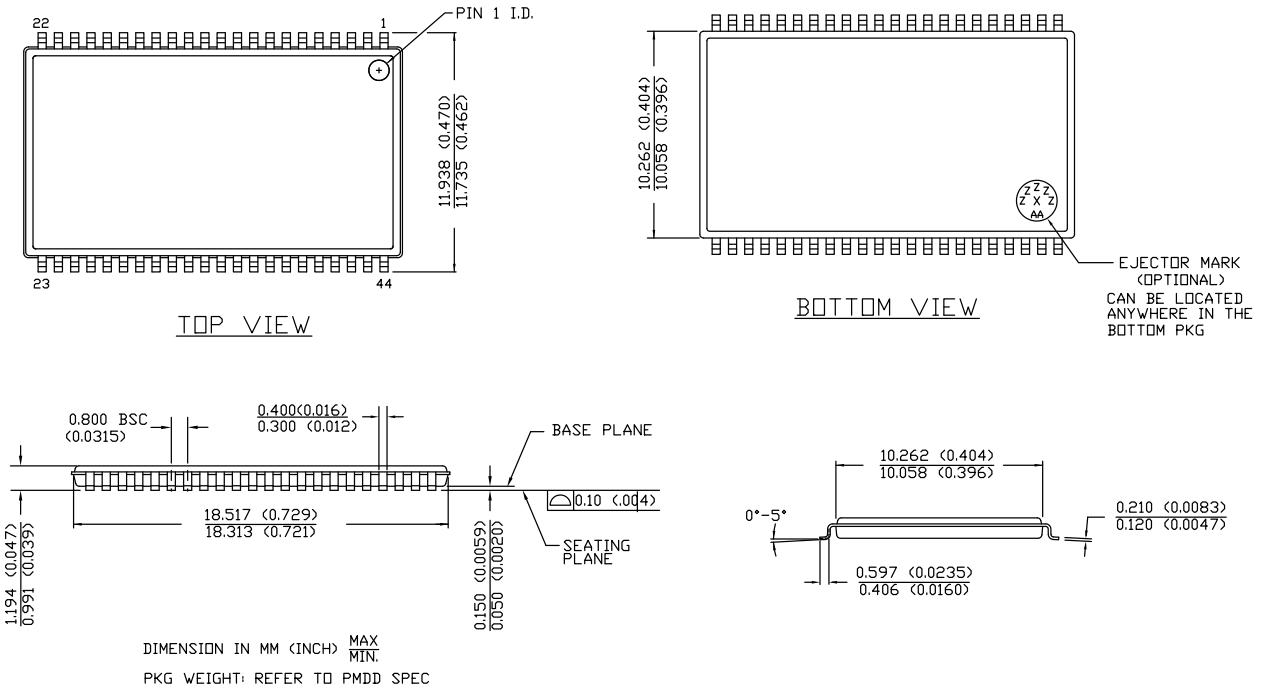 22
1
PIN 1 I.D.
11.938 (0.470)
11.735 (0.462)
23
44
TOP VIEW
10.262 (0.404)
10.058 (0.396)
Z Z Z
Z X Z
AA
EJECTOR MARK
(OPTIONAL)
CAN BE LOCATED
ANYWHERE IN THE
BOTTOM PKG
BOTTOM VIEW
0.800 BSC
(0.0315)
0.400(0.016)
0.300 (0.012)
BASE PLANE
0.10 (.004)
SEATING
PLANE
18.517 (0.729)
18.313 (0.721)
1.194 (0.047)
0.991 (0.039)
0.150 (0.0059)
0.050 (0.0020)
10.262 (0.404)
10.058 (0.396)
0°-5°
0.210 (0.0083)
0.120 (0.0047)
0.597 (0.0235)
0.406 (0.0160)
DIMENSION IN MM (INCH) MAX
MIN.
PKG WEIGHT: REFER TO PMDD SPEC